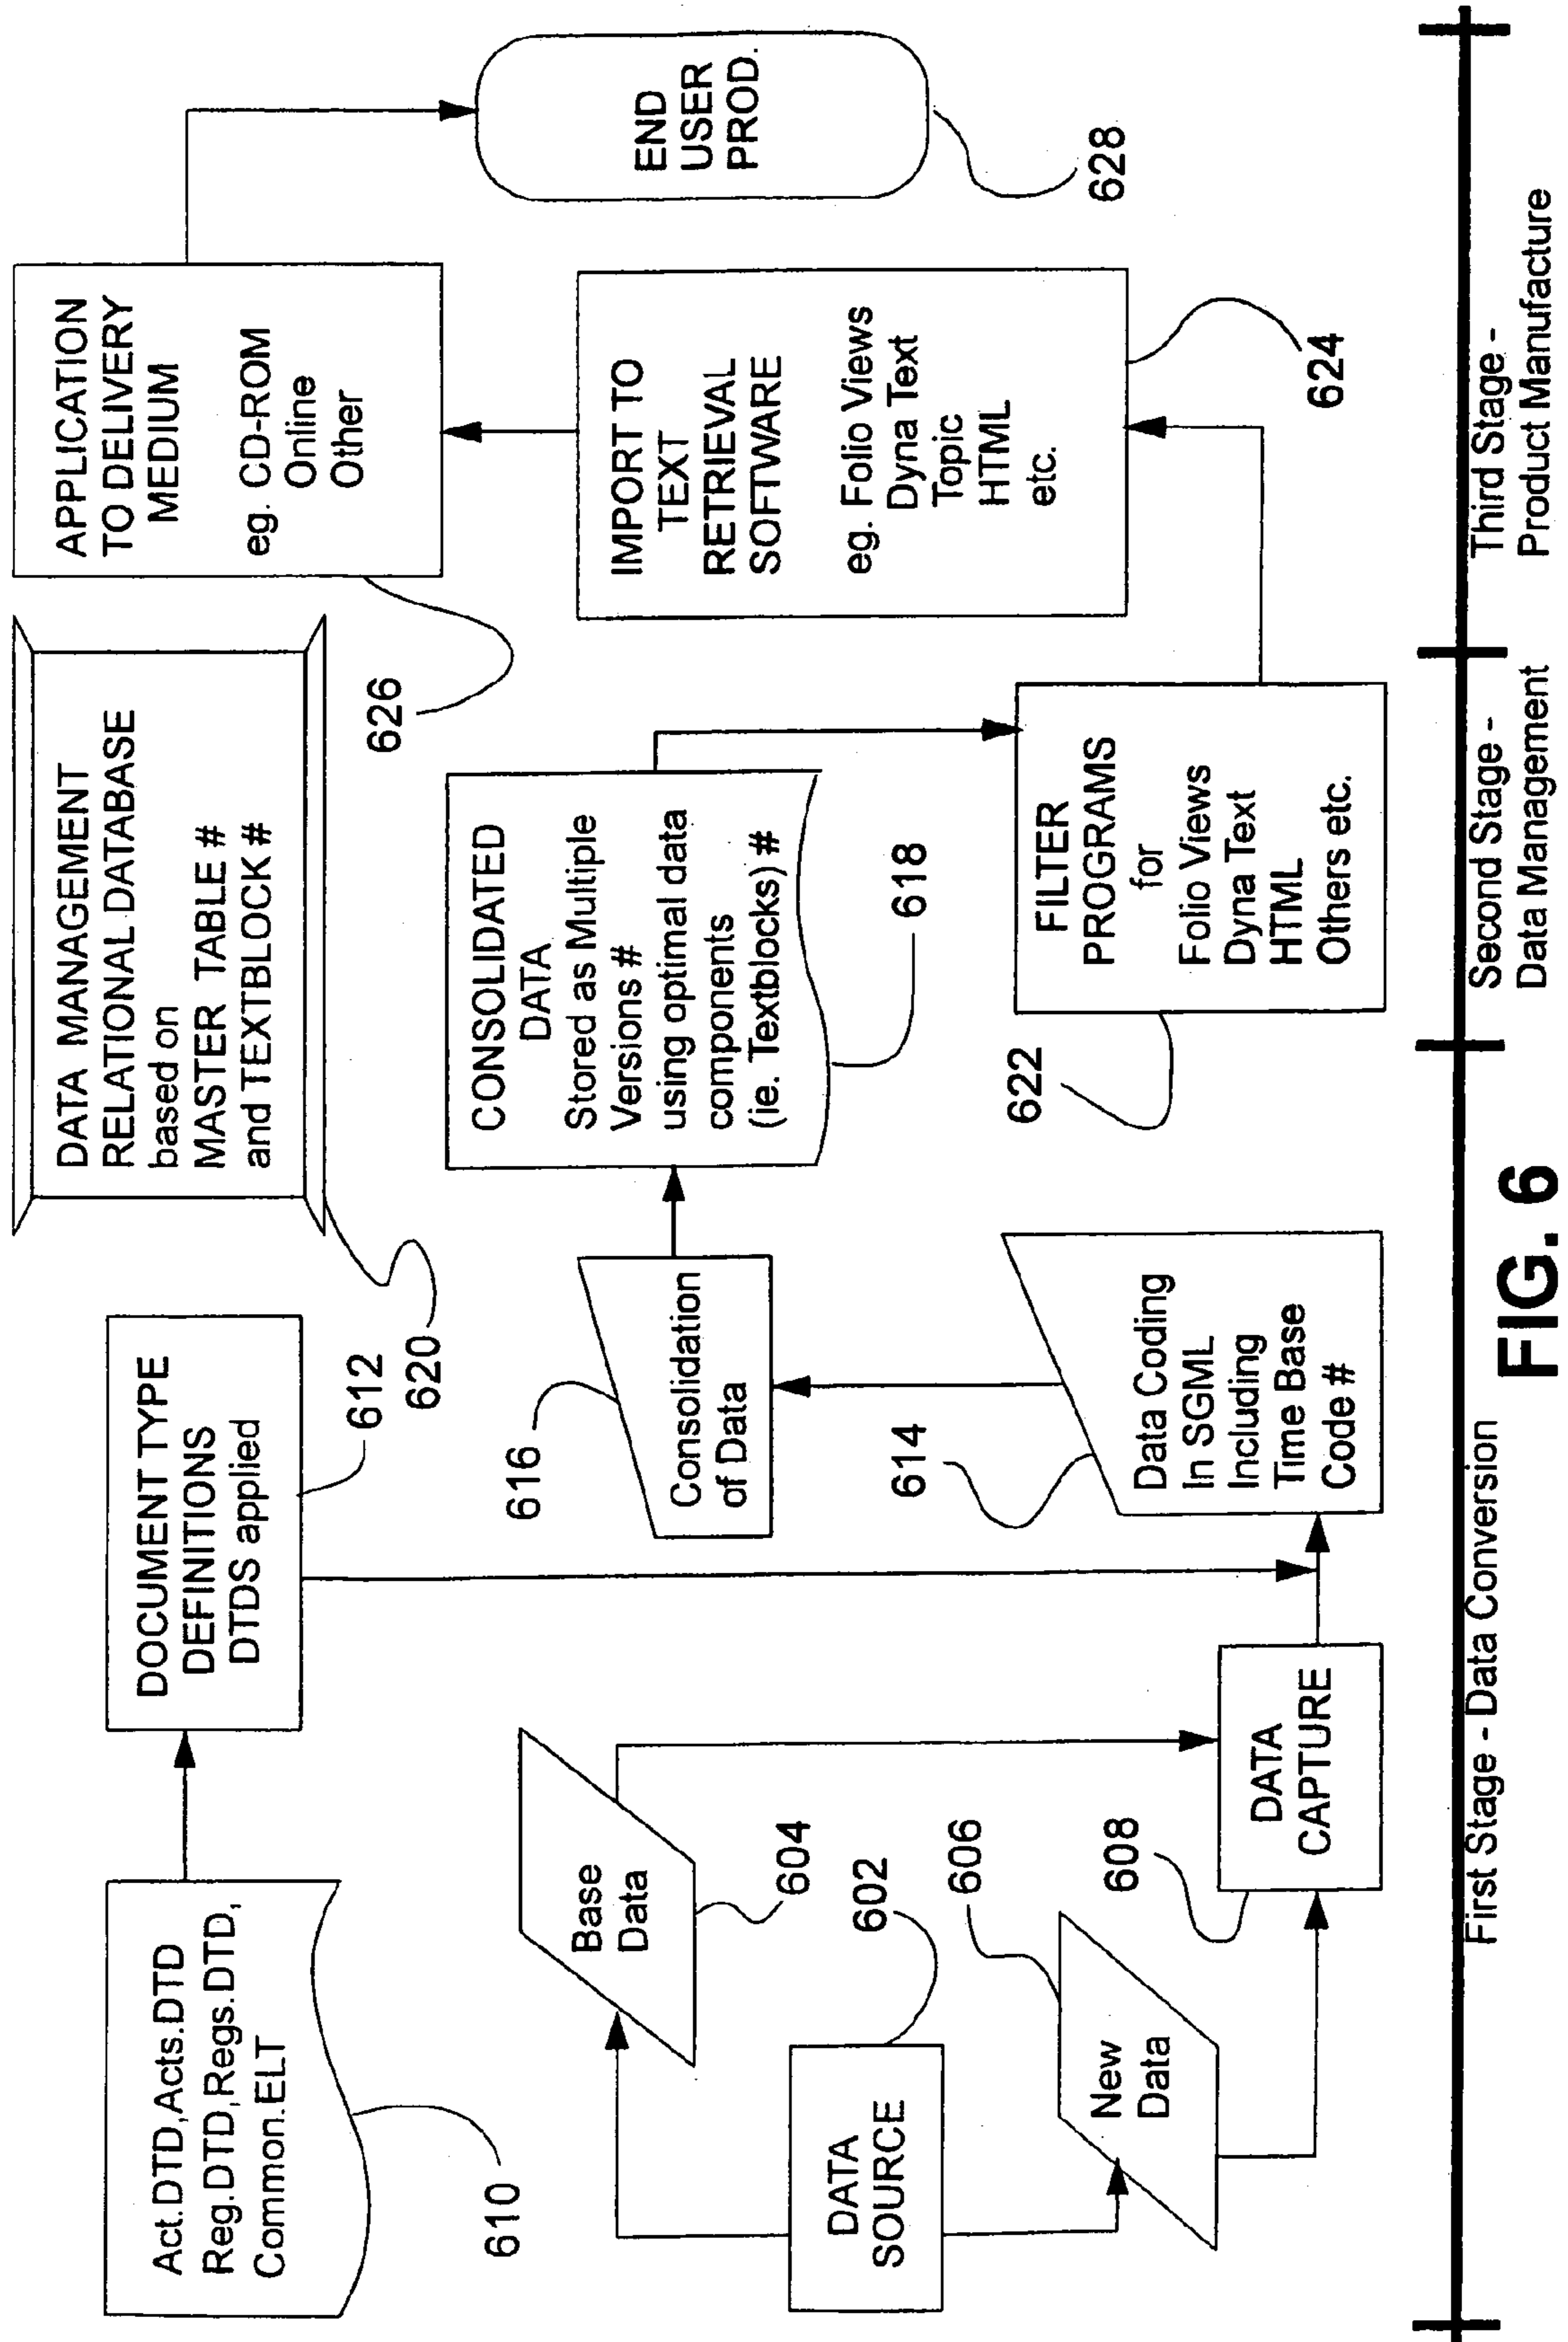 Act.DTD,Acts.DTD
Reg.DTD,Regs.DTD,
Common.ELT
610
DOCUMENT TYPE
DEFINITIONS
DTDS applied
612
DATA MANAGEMENT
RELATIONAL DATABASE
based on
MASTER TABLE #
and TEXTBLOCK #
620
APPLICATION
TO DELIVERY
MEDIUM
eg. CD-ROM
Online
Other
626
END
USER
PROD.
628
Base
Data
604
DATA
SOURCE
602
New
Data
606
DATA
CAPTURE
608
Data Coding
In SGML
Including
Time Base
Code #
614
Consolidation
of Data
616
CONSOLIDATED
DATA
Stored as Multiple
Versions #
using optimal data
components
(ie. Textblocks) #
618
FILTER
PROGRAMS
for
Folio Views
Dyna Text
HTML
Others etc.
622
IMPORT TO
TEXT
RETRIEVAL
SOFTWARE
eg. Folio Views
Dyna Text
Topic
HTML
etc.
624
First Stage - Data Conversion
Second Stage -
Data Management
Third Stage -
Product Manufacture
FIG. 6